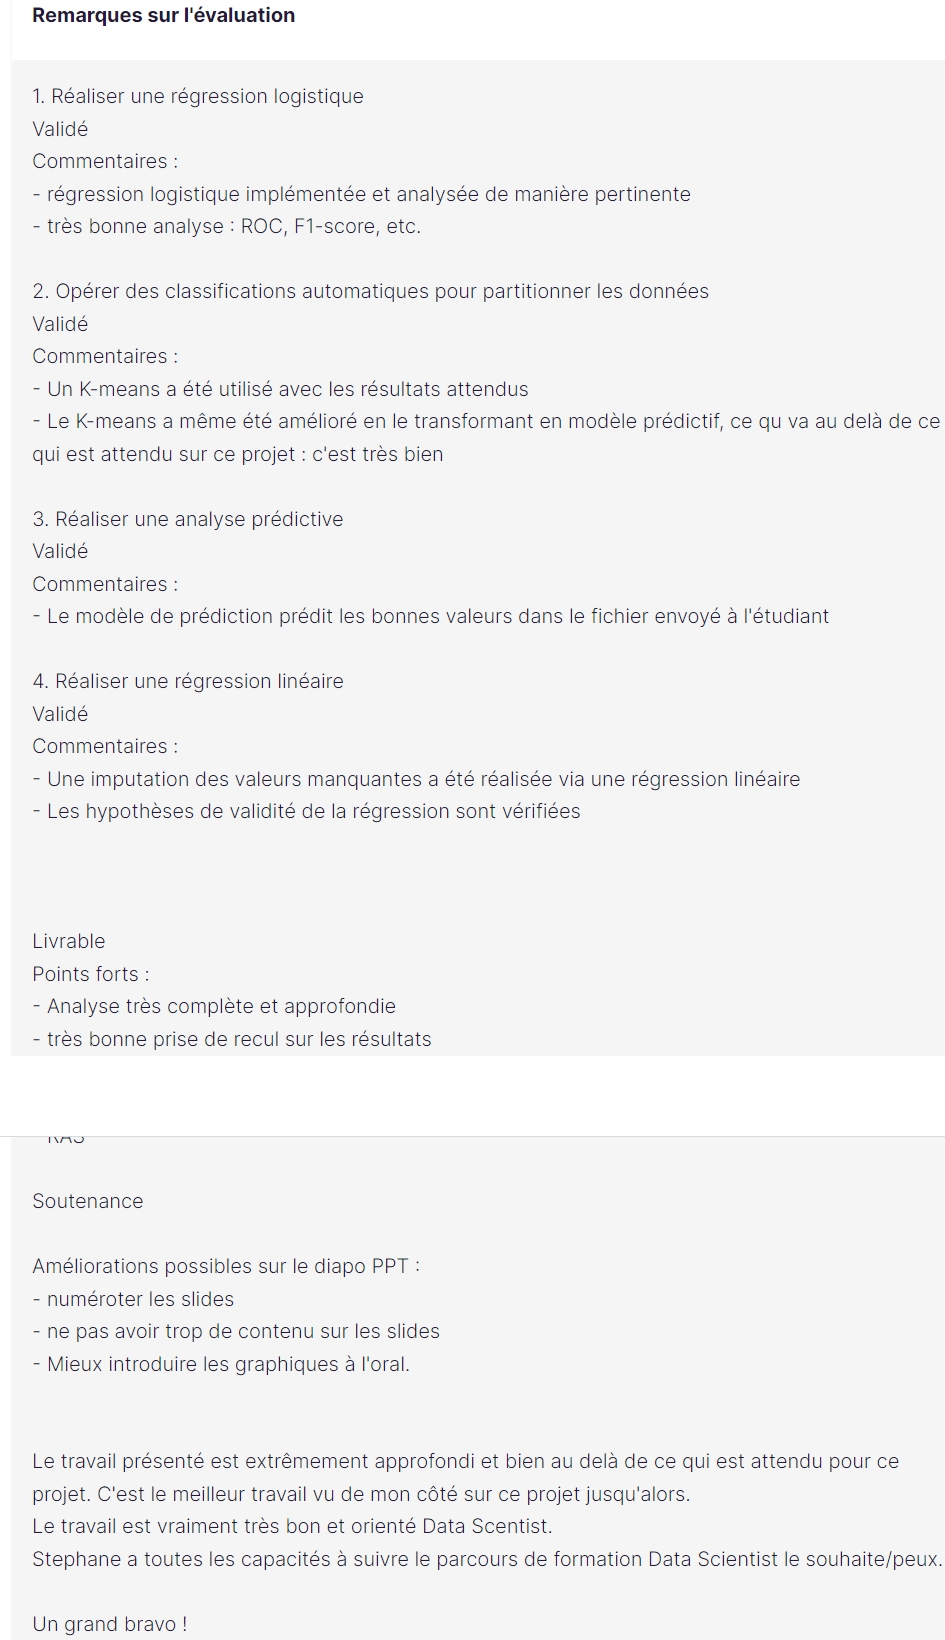 Remarques sur l'évaluation
1. Réaliser une régression logistique
Validé
Commentaires :
- régression logistique implémentée et analysée de manière pertinente
- très bonne analyse : ROC, F1-score, etc.
2. Opérer des classifications automatiques pour partitionner les données
Validé
Commentaires :
- Un K-means a été utilisé avec les résultats attendus
- Le K-means a même été amélioré en le transformant en modèle prédictif, ce qu va au delà de ce
qui est attendu sur ce projet : c'est très bien
3. Réaliser une analyse prédictive
Validé
Commentaires :
- Le modèle de prédiction prédit les bonnes valeurs dans le fichier envoyé à l'étudiant
4. Réaliser une régression linéaire
Validé
Commentaires :
- Une imputation des valeurs manquantes a été réalisée via une régression linéaire
- Les hypothèses de validité de la régression sont vérifiées
Livrable
Points forts :
- Analyse très complète et approfondie
- très bonne prise de recul sur les résultats
RAS
Soutenance
Améliorations possibles sur le diapo PPT :
- numéroter les slides
- ne pas avoir trop de contenu sur les slides
- Mieux introduire les graphiques à l'oral.
Le travail présenté est extrêmement approfondi et bien au delà de ce qui est attendu pour ce
projet. C'est le meilleur travail vu de mon côté sur ce projet jusqu'alors.
Le travail est vraiment très bon et orienté Data Scentist.
Stephane a toutes les capacités à suivre le parcours de formation Data Scientist le souhaite/peux.
Un grand bravo !